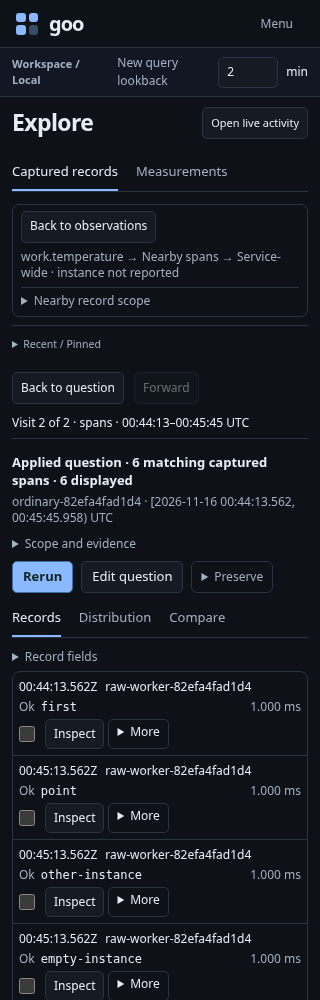 goo Menu
Workspace / Local New query lookback 2 min
Explore Open live activity
Captured records Measurements
Back to observations
work.temperature → Nearby spans → Service-
wide · instance not reported
Nearby record scope
Recent / Pinned
Back to question Forward
Visit 2 of 2 · spans · 00:44:13–00:45:45 UTC
Applied question · 6 matching captured
spans · 6 displayed
ordinary-82efa4fad1d4 · [2026-11-16 00:44:13.562,
00:45:45.958) UTC
Scope and evidence
Rerun Edit question Preserve
Records Distribution Compare
Record fields
00:44:13.562Z raw-worker-82efa4fad1d4
Ok first 1.000 ms
Inspect More
00:45:13.562Z raw-worker-82efa4fad1d4
Ok point 1.000 ms
Inspect More
00:45:13.562Z raw-worker-82efa4fad1d4
Ok other-instance 1.000 ms
Inspect More
00:45:13.562Z raw-worker-82efa4fad1d4
Ok empty-instance 1.000 ms
Inspect More